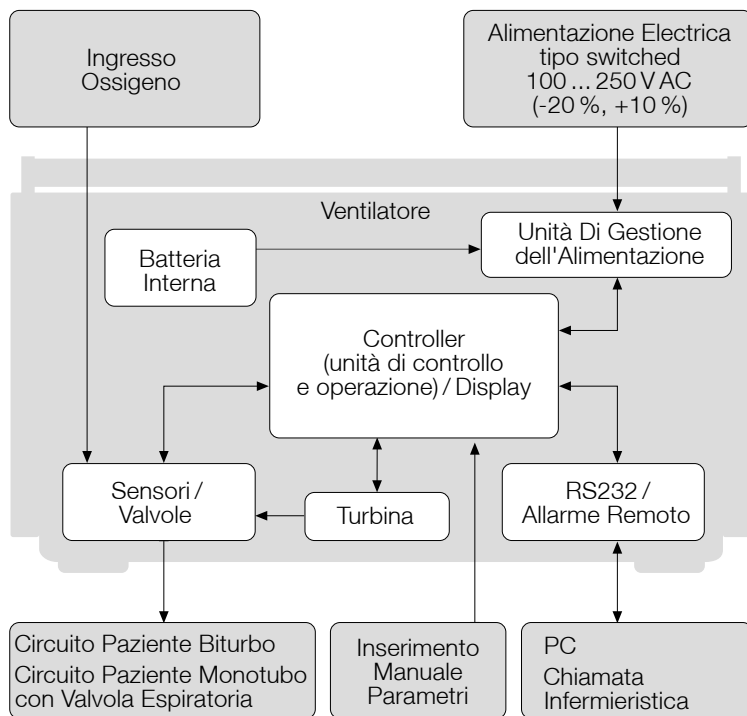 Ingresso
Ossigeno
Alimentazione Electrica
tipo switched
100 ... 250 V AC
(-20 %, +10 %)
Ventilatore
Batteria
Interna
Unità Di Gestione
dell'Alimentazione
Controller
(unità di controllo
e operazione) / Display
Sensori /
Valvole
Turbina
RS232 /
Allarme Remoto
Circuito Paziente Biturbo
Circuito Paziente Monotubo
con Valvola Espiratoria
Inserimento
Manuale
Parametri
PC
Chiamata
Infermieristica